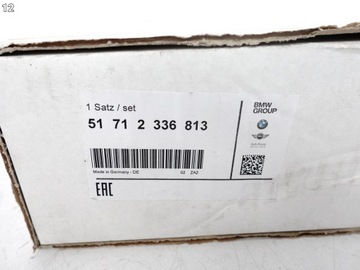 12
1 Satz / set
BMW
GROUP
51 71 2 336 813
Made in Germany - DE
02 ZA2
EAC